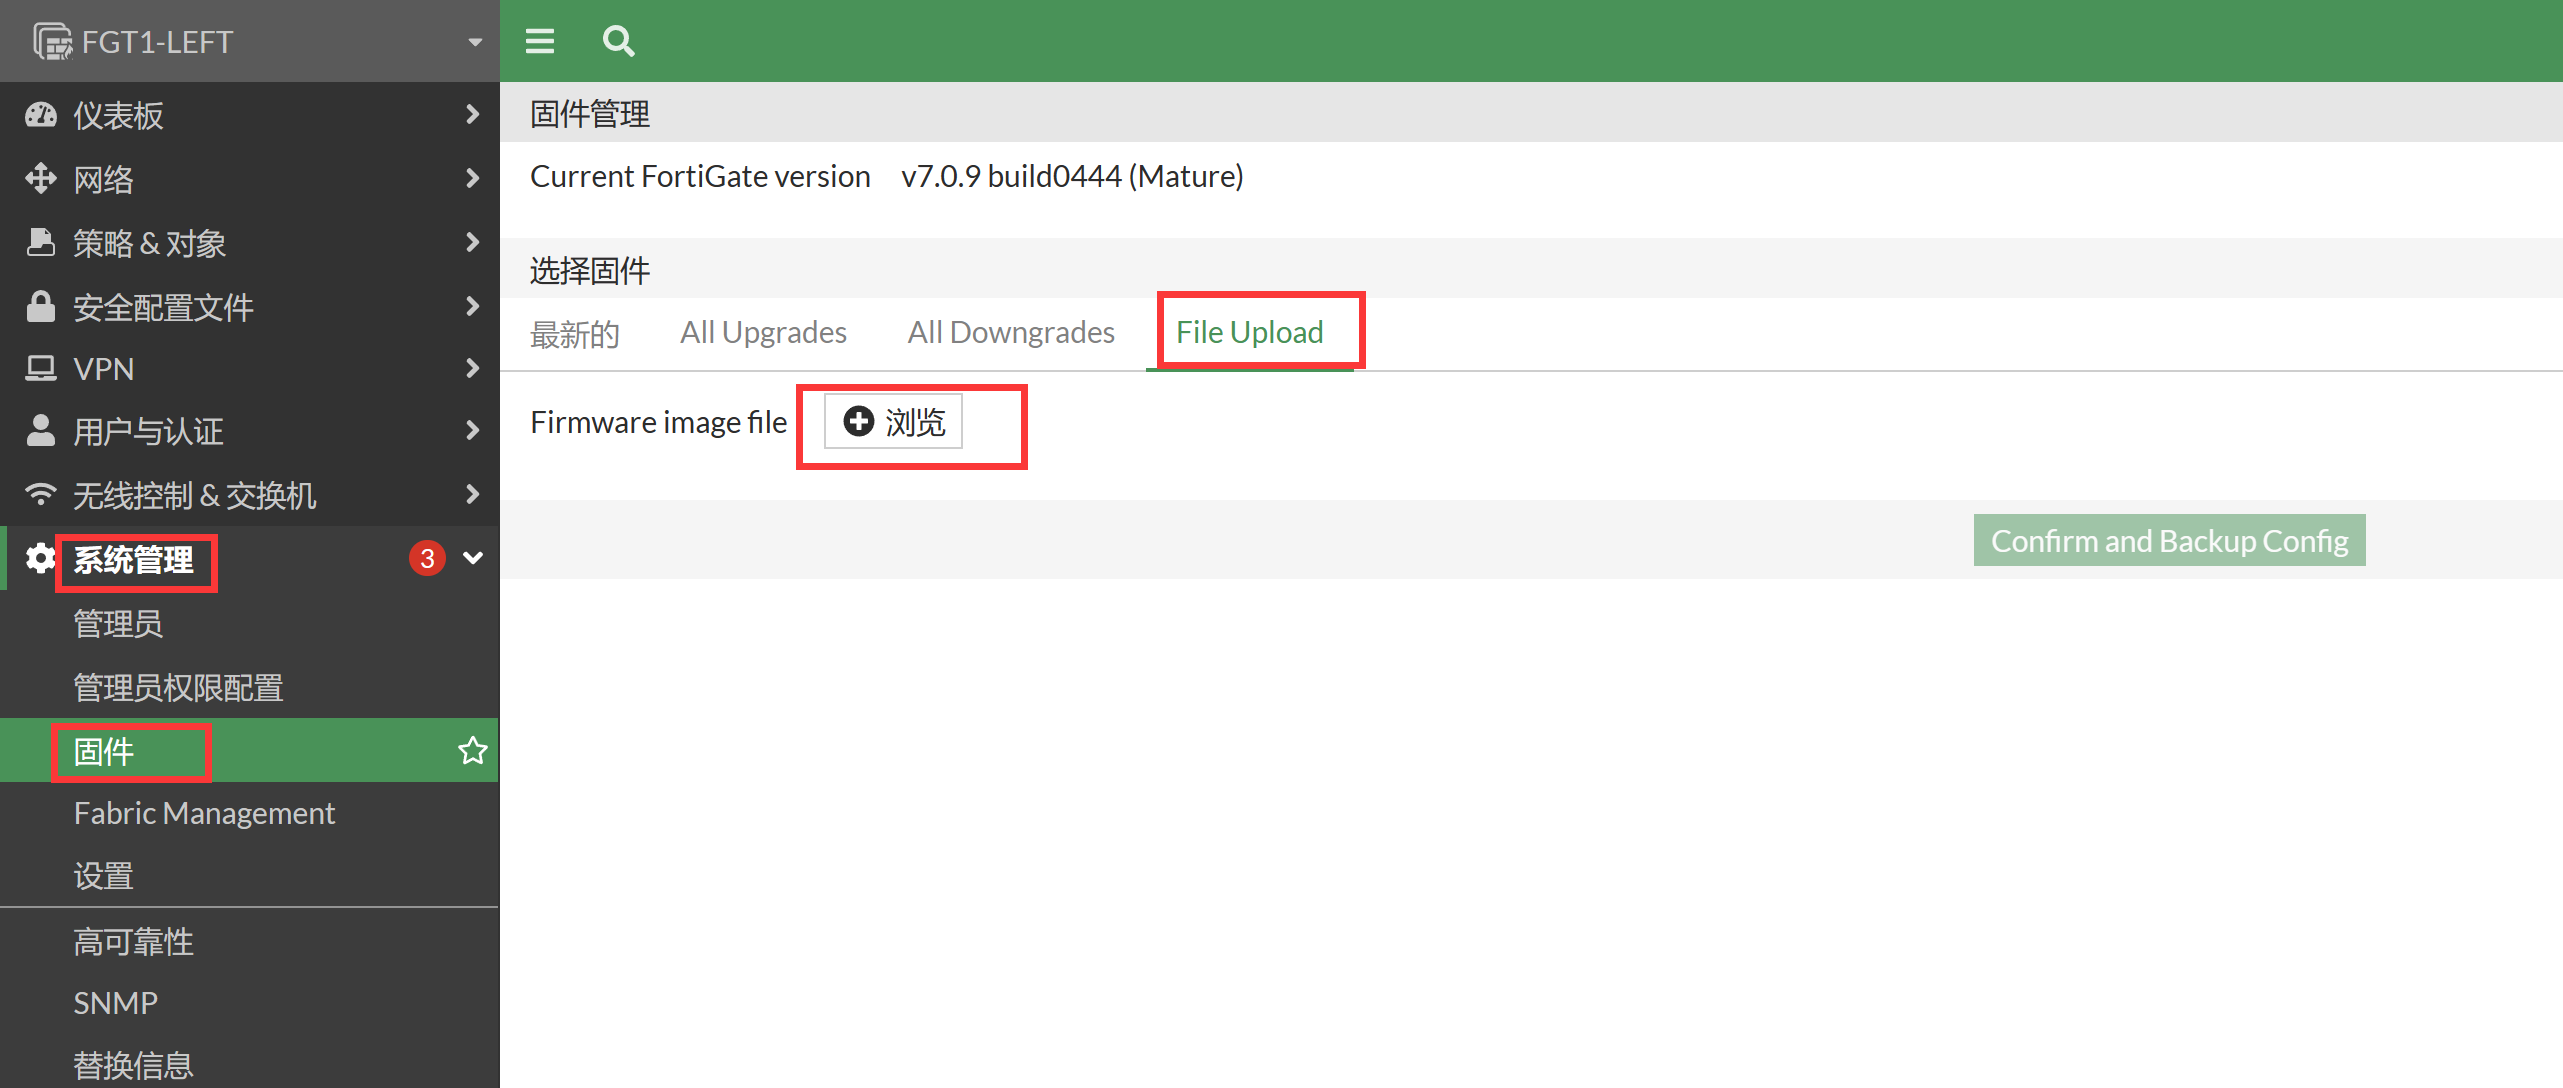 FGT1-LEFT
仪表板
网络
策略 & 对象
安全配置文件
VPN
用户与认证
无线控制 & 交换机
系统管理 3
管理员
管理员权限配置
固件
Fabric Management
设置
高可靠性
SNMP
替换信息
固件管理
Current FortiGate version v7.0.9 build0444 (Mature)
选择固件
最新的 All Upgrades All Downgrades File Upload
Firmware image file 浏览
Confirm and Backup Config